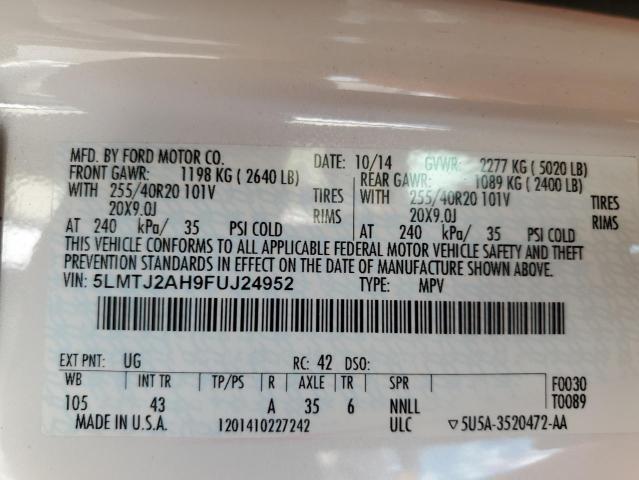 MFD. BY FORD MOTOR CO. DATE: 10/14 GVWR: 2277 KG ( 5020 LB)
FRONT GAWR: 1198 KG ( 2640 LB) REAR GAWR: 1089 KG ( 2400 LB)
WITH 255/40R20 101V TIRES WITH 255/40R20 101V TIRES
20X9.0J RIMS 20X9.0J RIMS
AT 240 kPa/ 35 PSI COLD AT 240 kPa/ 35 PSI COLD
THIS VEHICLE CONFORMS TO ALL APPLICABLE FEDERAL MOTOR VEHICLE SAFETY AND THEFT
PREVENTION STANDARDS IN EFFECT ON THE DATE OF MANUFACTURE SHOWN ABOVE.
VIN: 5LMTJ2AH9FUJ24952 TYPE: MPV
EXT PNT: UG RC: 42 DSO:
WB INT TR TP/PS R AXLE TR SPR F0030
105 43 A 35 6 NNLL T0089
MADE IN U.S.A. 1201410227242 ULC ▽5U5A-3520472-AA